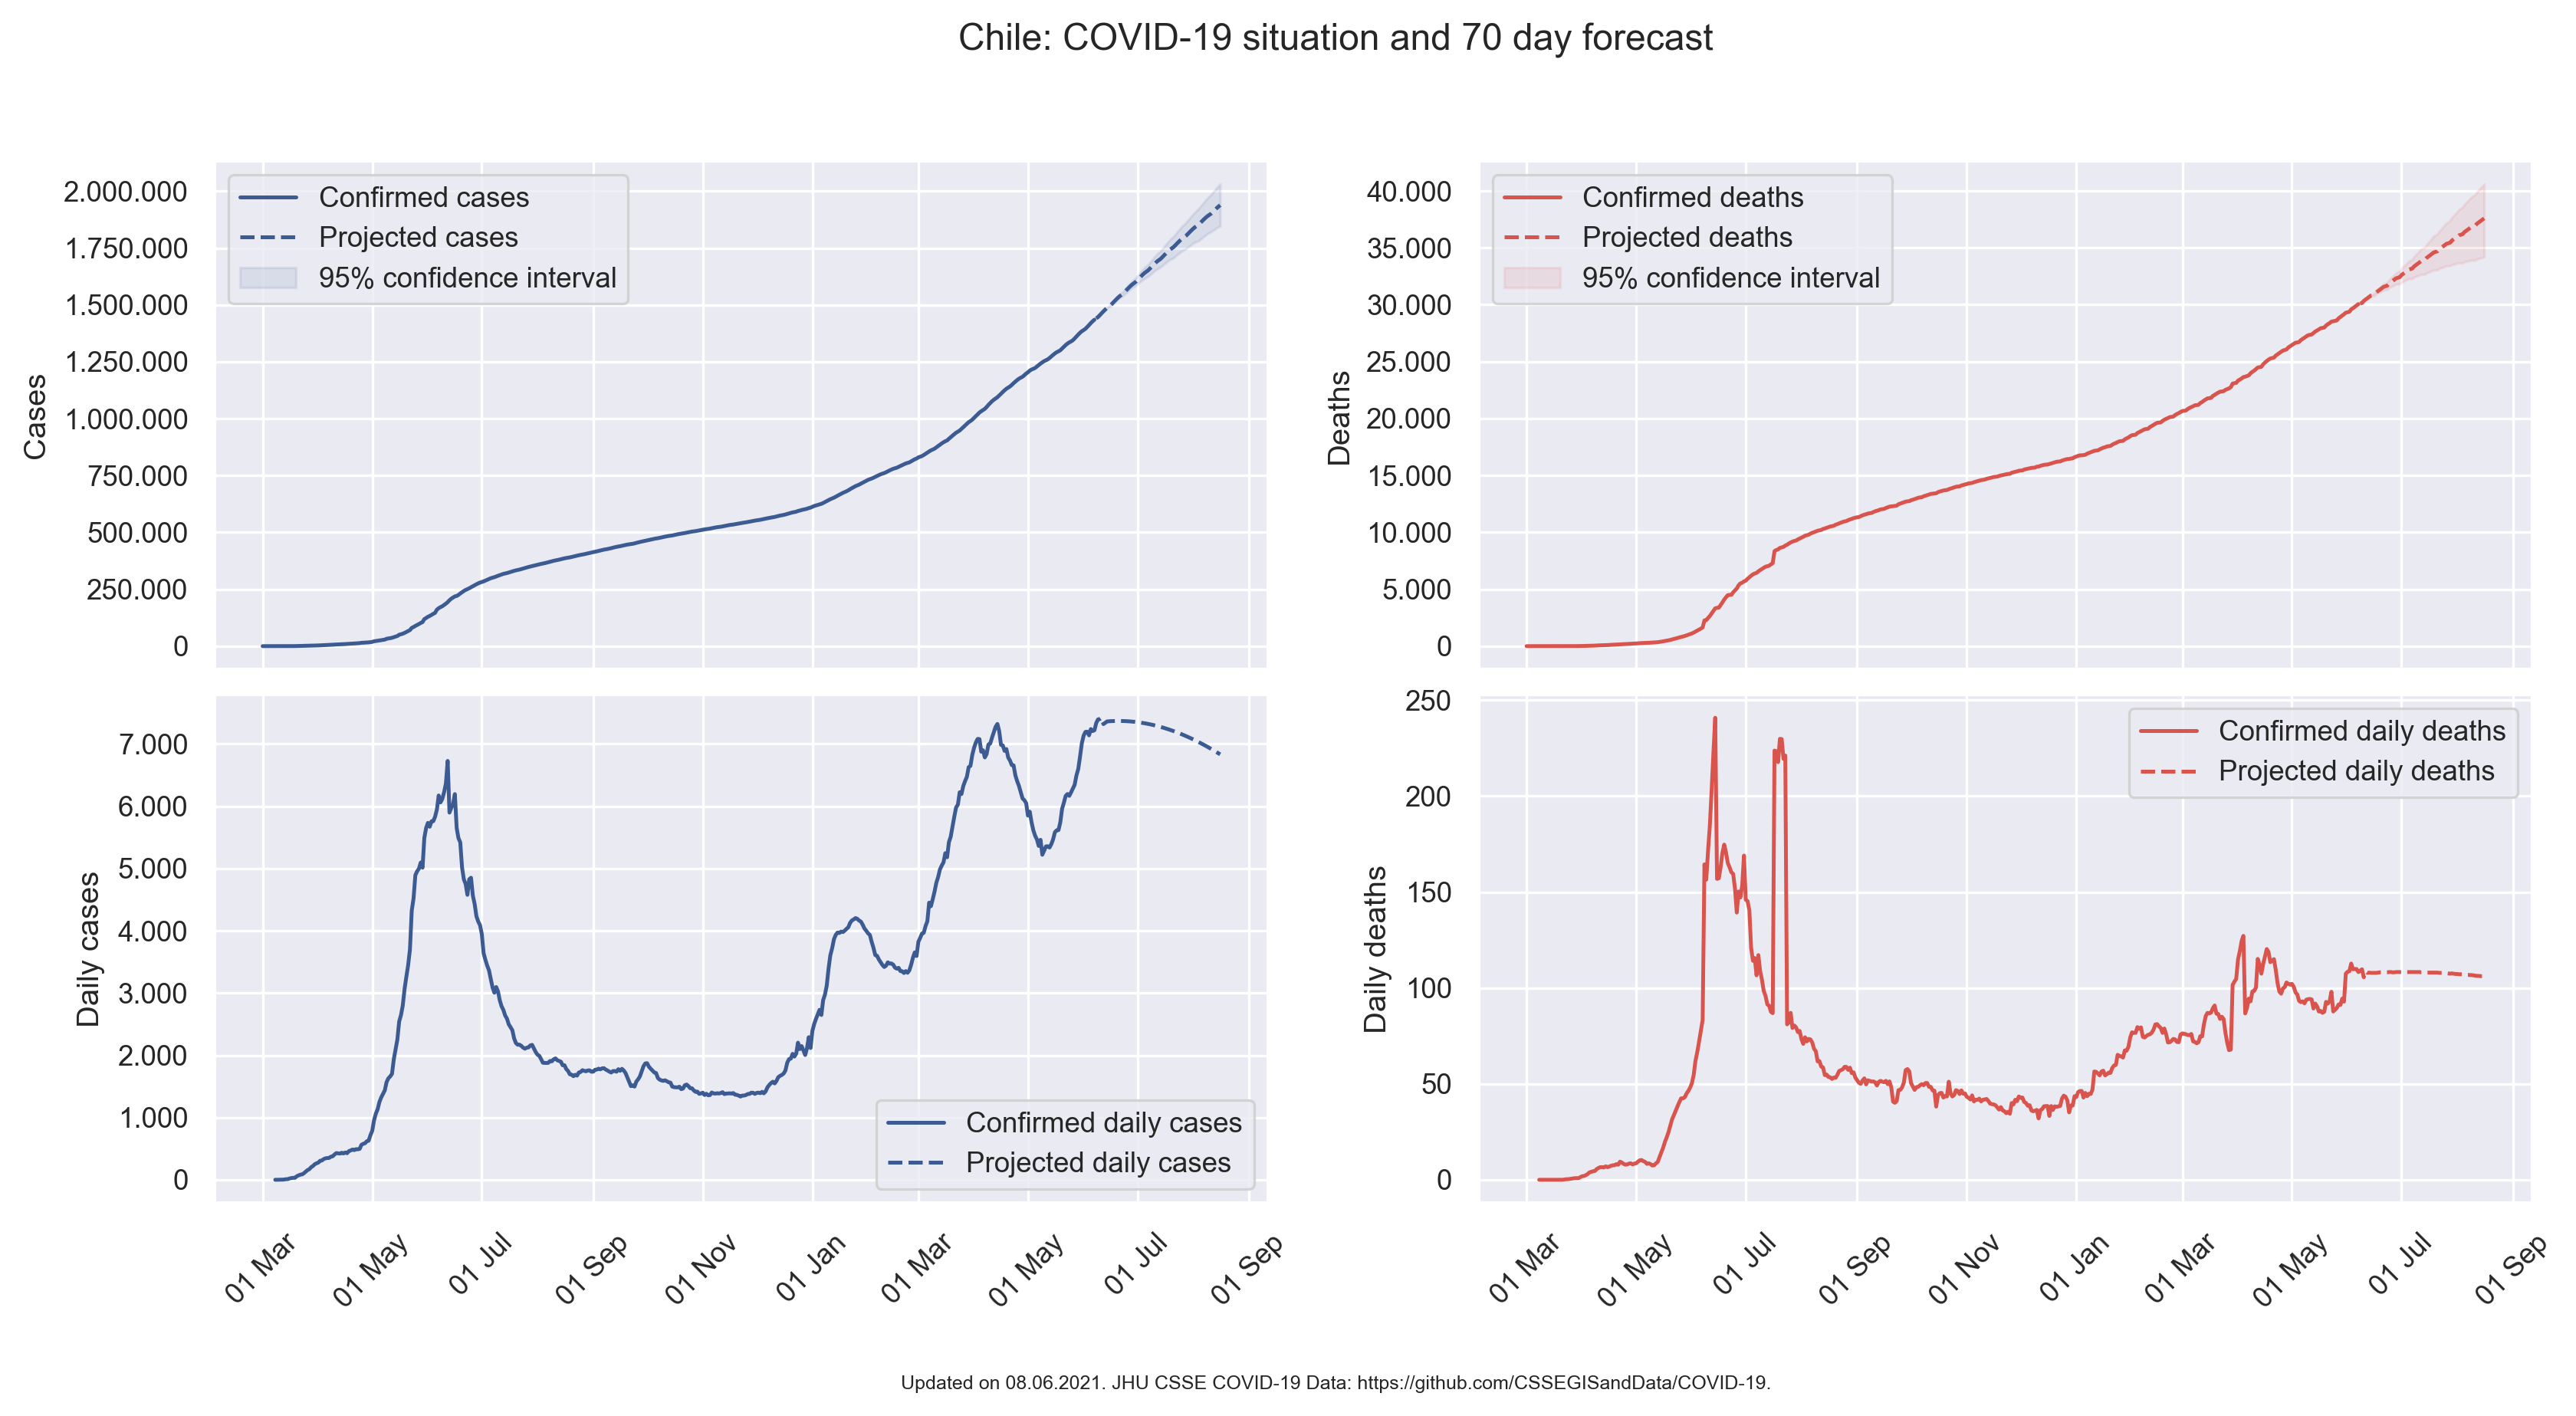 Chile: COVID-19 situation and 70 day forecast
Cases
2.000.000
1.750.000
1.500.000
1.250.000
1.000.000
750.000
500.000
250.000
0
Confirmed cases
Projected cases
95% confidence interval
Deaths
40.000
35.000
30.000
25.000
20.000
15.000
10.000
5.000
0
Confirmed deaths
Projected deaths
95% confidence interval
Daily cases
7.000
6.000
5.000
4.000
3.000
2.000
1.000
0
Confirmed daily cases
Projected daily cases
01 Mar
01 May
01 Jul
01 Sep
01 Nov
01 Jan
01 Mar
01 May
01 Jul
01 Sep
Daily deaths
250
200
150
100
50
0
Confirmed daily deaths
Projected daily deaths
01 Mar
01 May
01 Jul
01 Sep
01 Nov
01 Jan
01 Mar
01 May
01 Jul
01 Sep
Updated on 08.06.2021. JHU CSSE COVID-19 Data: https://github.com/CSSEGISandData/COVID-19.